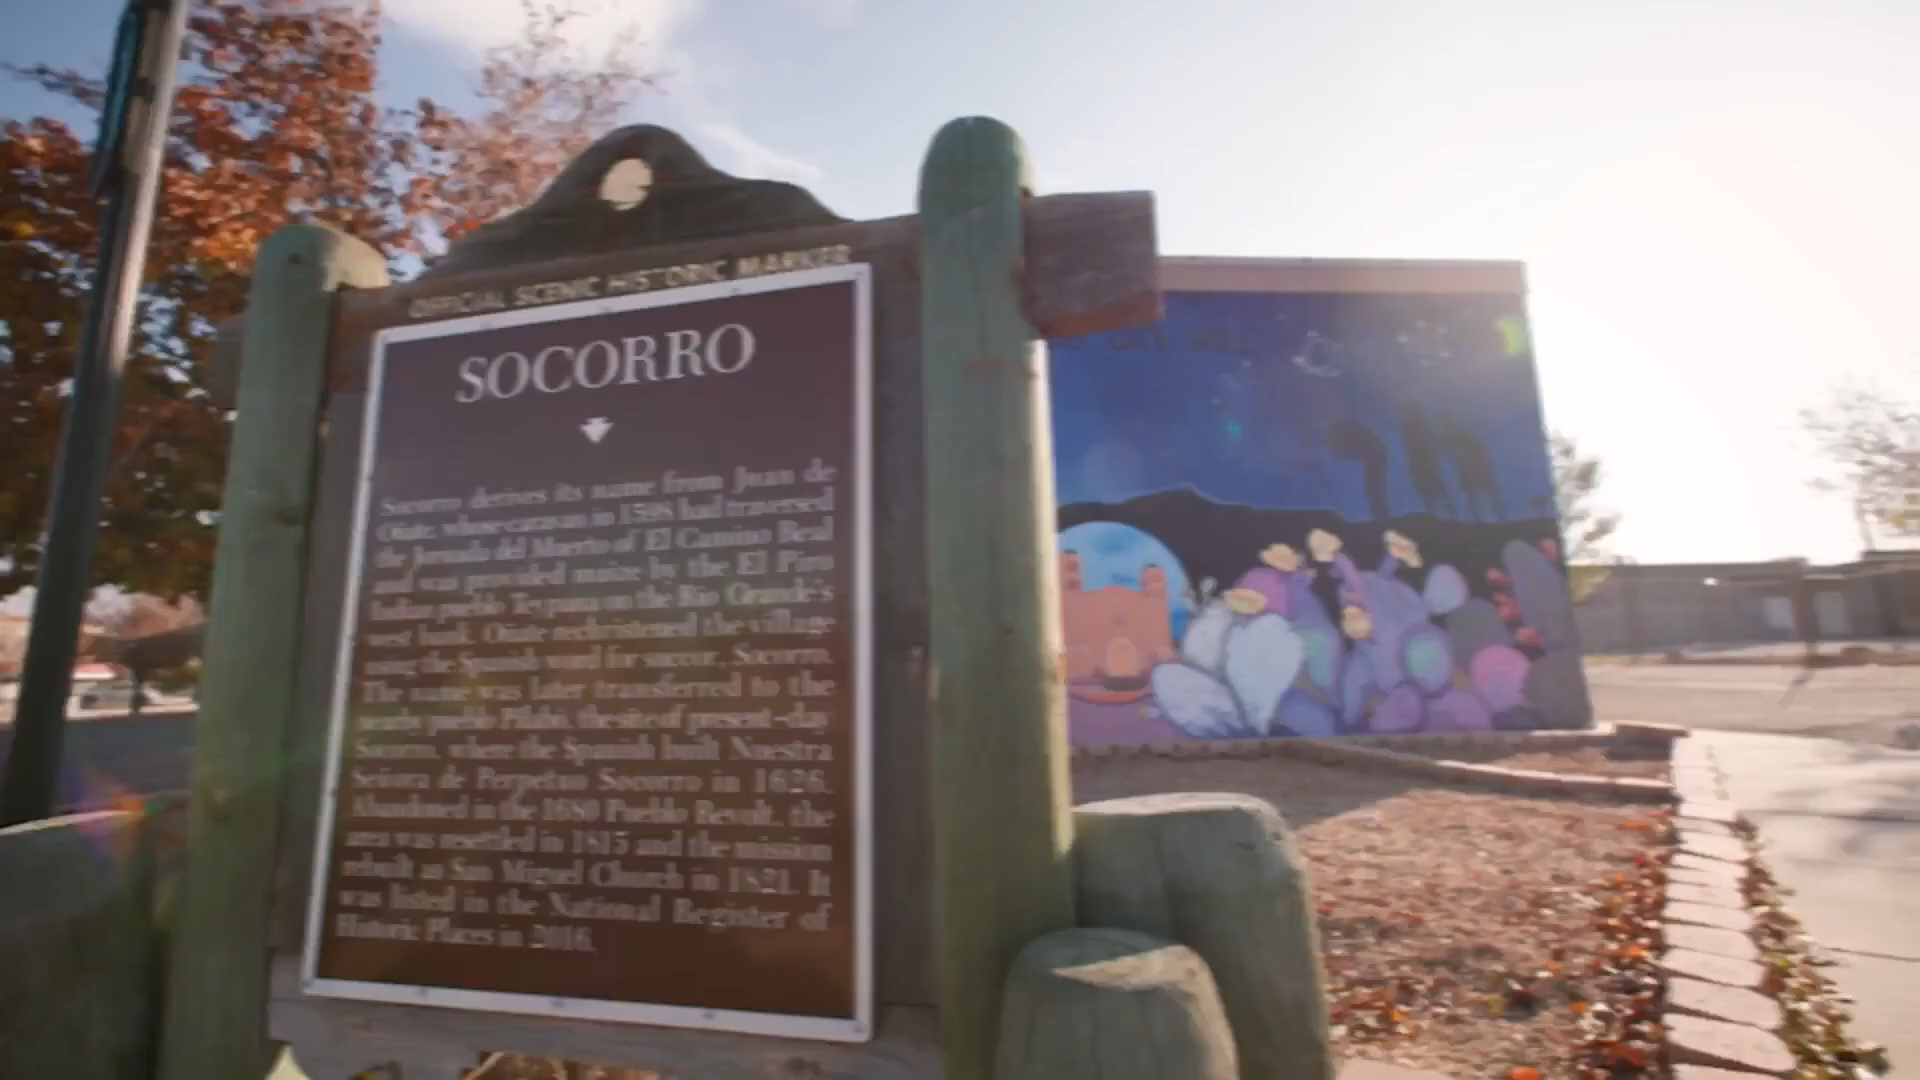 OFFICIAL SCENIC HISTORIC MARKER
SOCORRO
Socorro derives its name from Juan de
Oñate, whose caravan in 1598 had traversed
the Jornada del Muerto of El Camino Real
and was provided maize by the El Piro
Indian pueblo Teypana on the Rio Grande's
west bank. Oñate rechristened the village
using the Spanish word for succor, Socorro.
The name was later transferred to the
nearby pueblo Pilabó, the site of present-day
Socorro, where the Spanish built Nuestra
Señora de Perpetuo Socorro in 1626.
Abandoned in the 1680 Pueblo Revolt, the
area was resettled in 1815 and the mission
rebuilt as San Miguel Church in 1821. It
was listed in the National Register of
Historic Places in 2016.